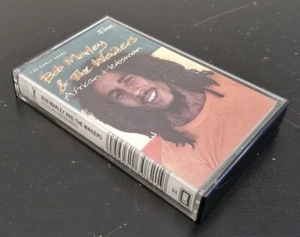 THE EARLY YEARS
Bob Marley
& The Wailers
African Herbsman
BOB MARLEY AND THE WAILERS